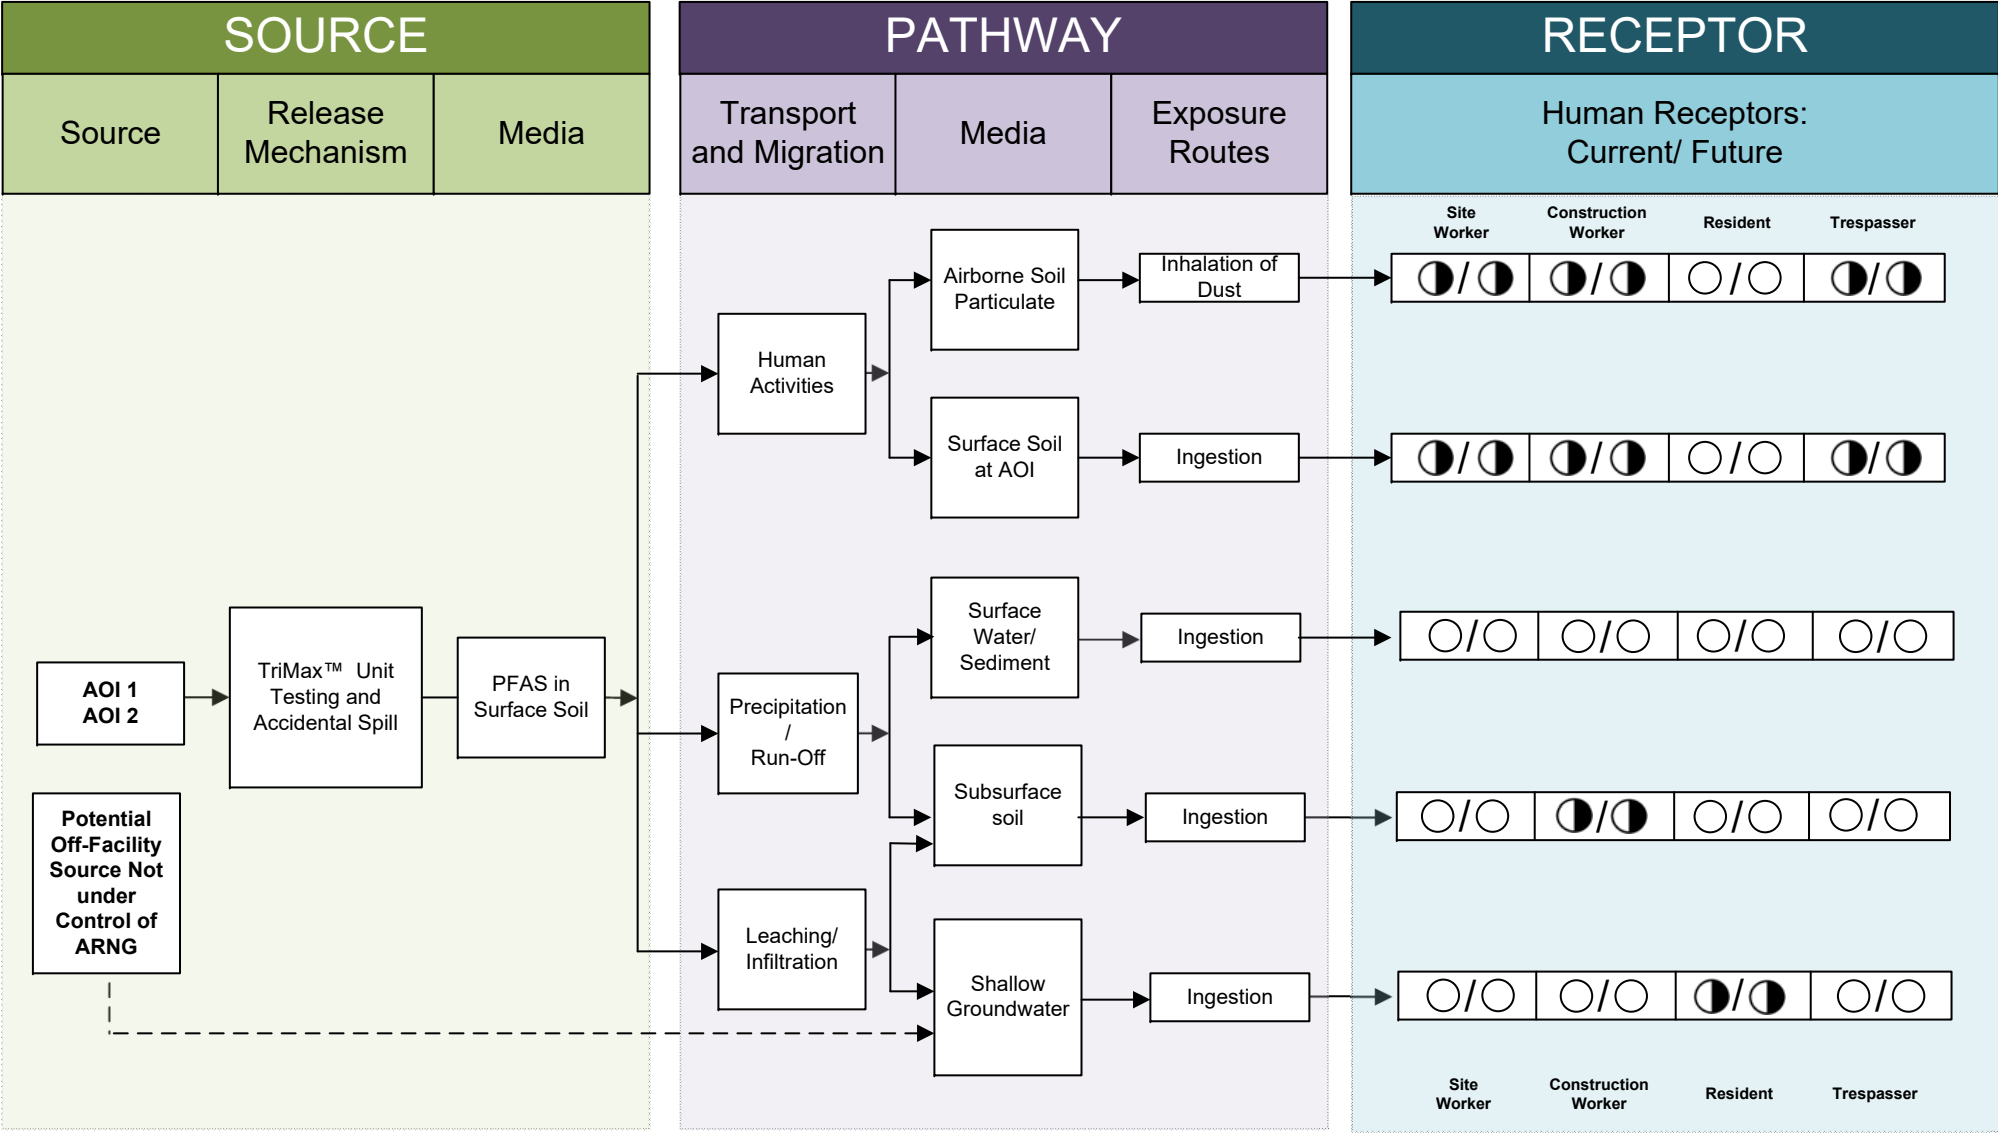 SOURCE
PATHWAY
RECEPTOR
Source
Release
Mechanism
Media
Transport
and Migration
Media
Exposure
Routes
Human Receptors:
Current/ Future
Site
Worker
Construction
Worker
Resident
Trespasser
Airborne Soil
Particulate
Inhalation of
Dust
/
/
/
/
Human
Activities
Surface Soil
at AOI
Ingestion
/
/
/
/
AOI 1
AOI 2
TriMax™ Unit
Testing and
Accidental Spill
PFAS in
Surface Soil
Precipitation
/
Run-Off
Surface
Water/
Sediment
Ingestion
/
/
/
/
Subsurface
soil
Ingestion
/
/
/
/
Potential
Off-Facility
Source Not
under
Control of
ARNG
Leaching/
Infiltration
Shallow
Groundwater
Ingestion
/
/
/
/
Site
Worker
Construction
Worker
Resident
Trespasser